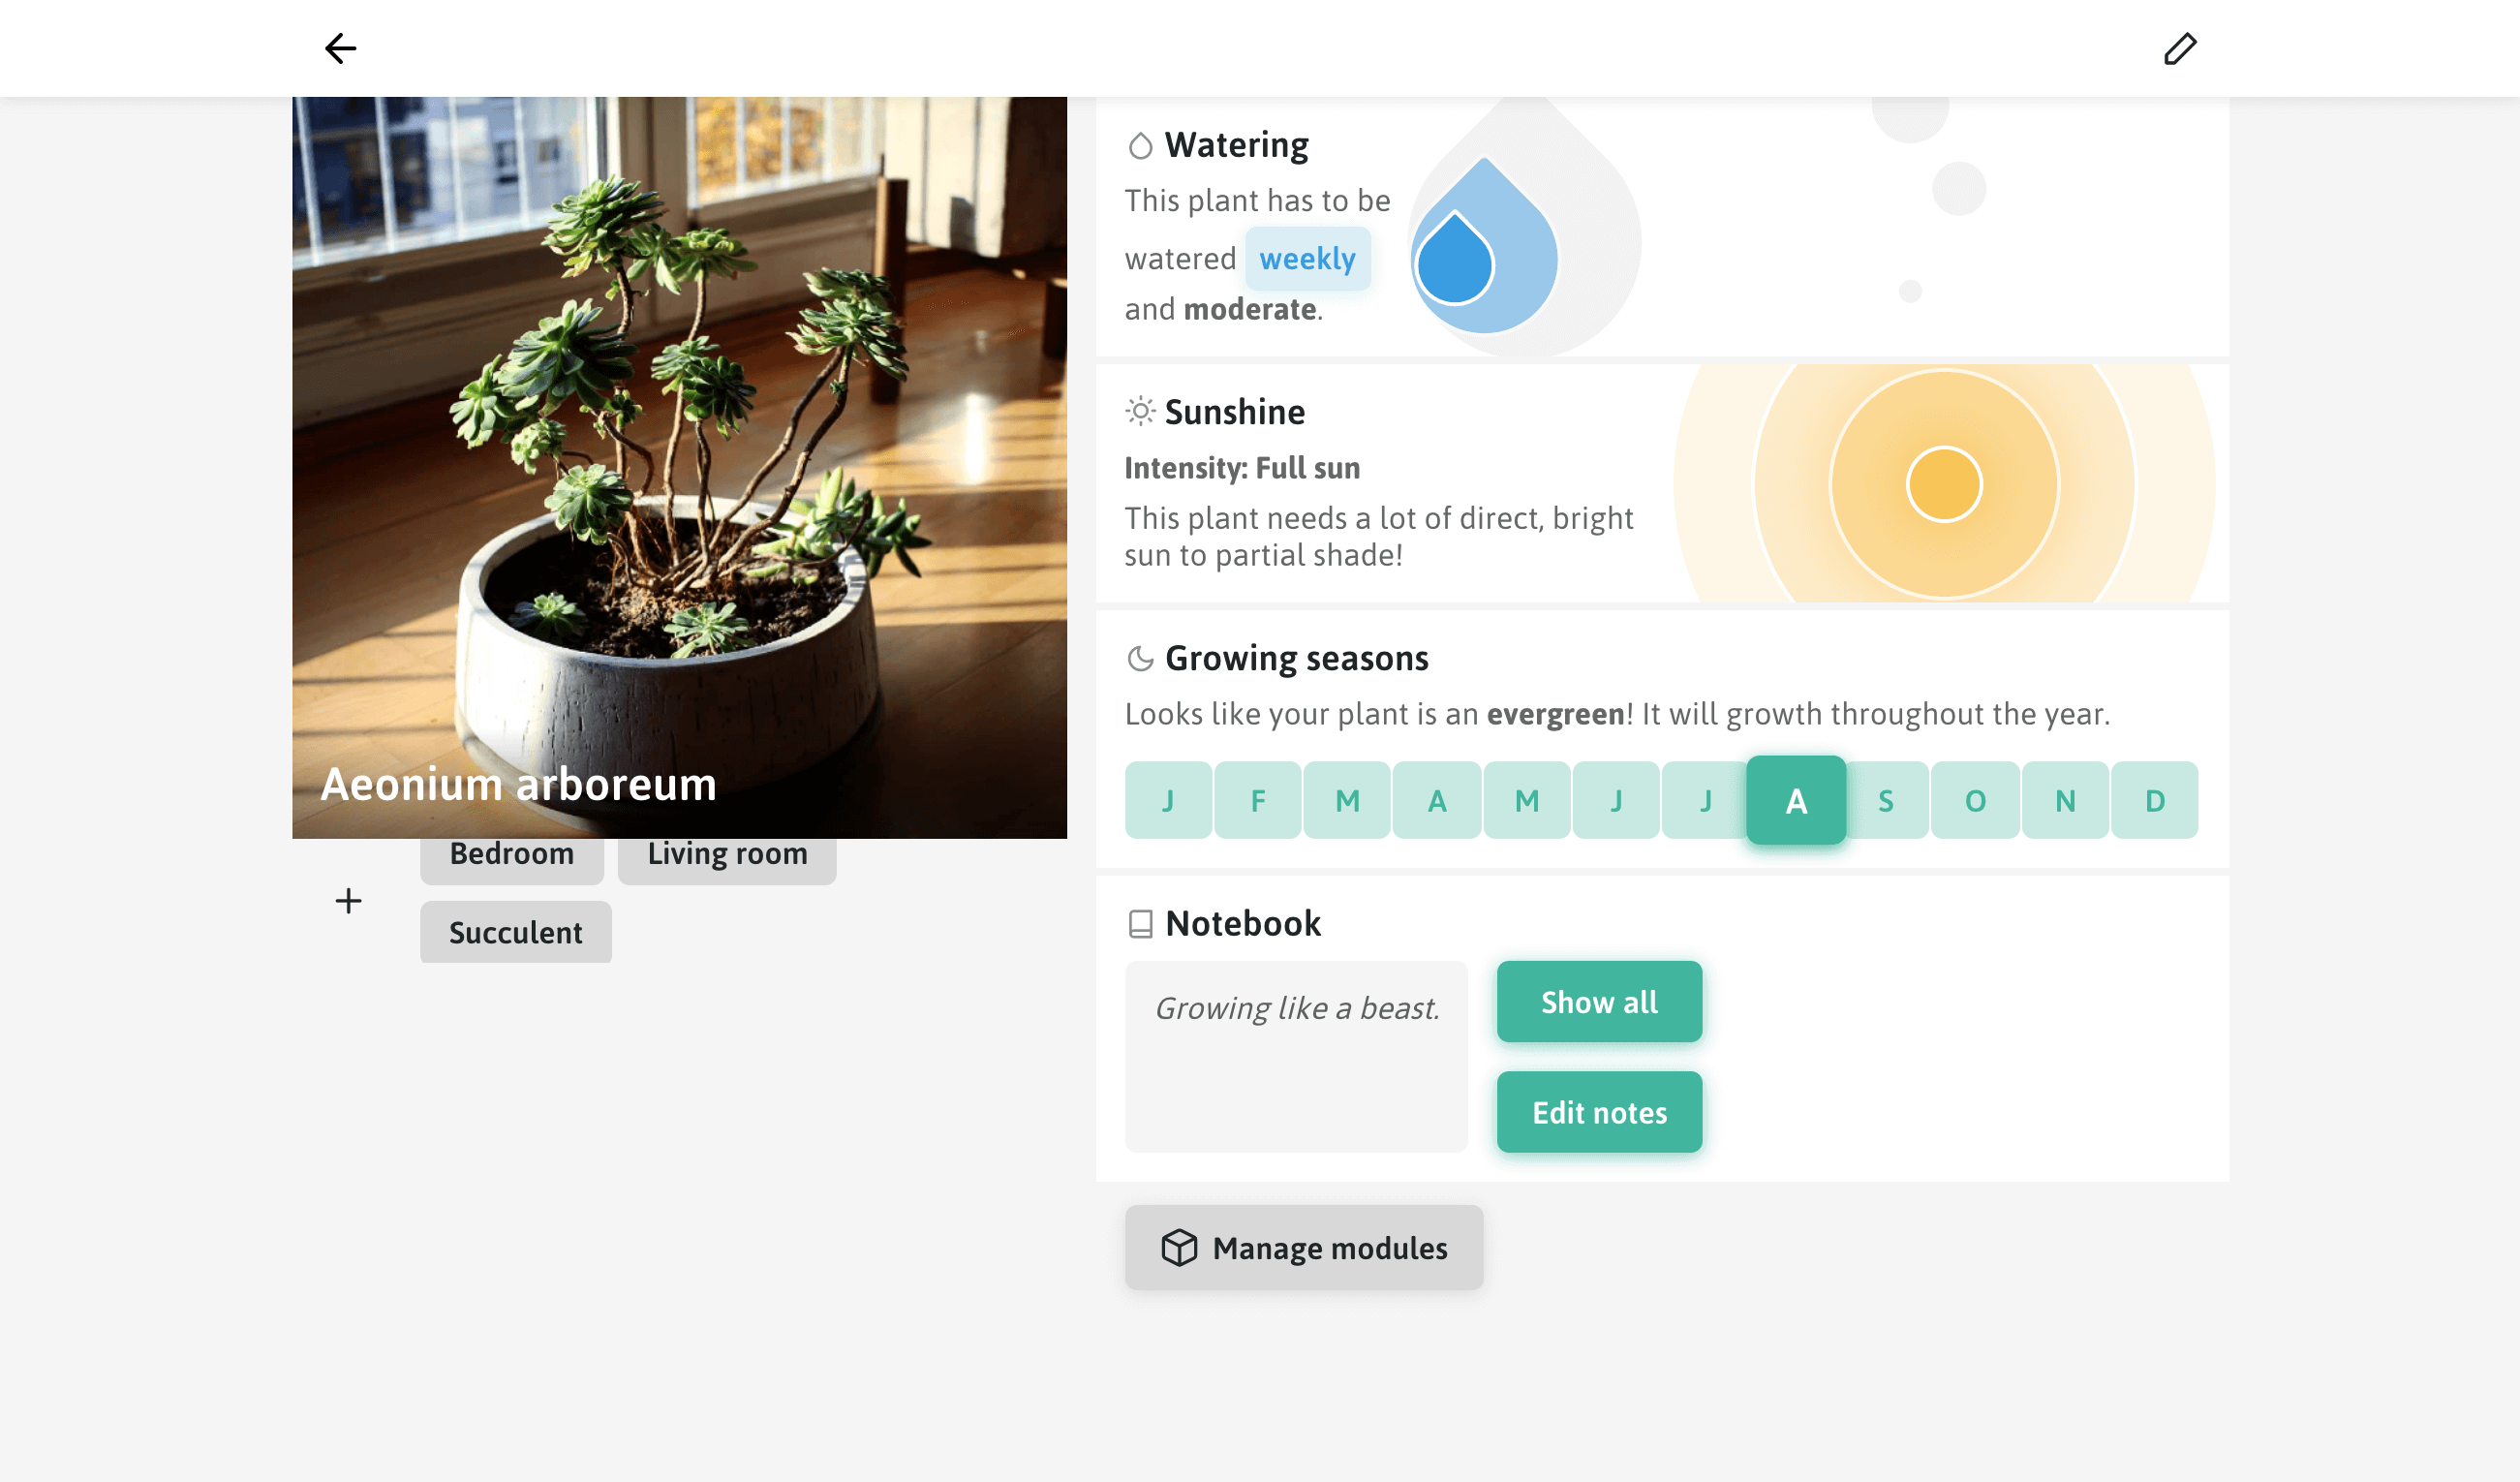 Aeonium arboreum
Bedroom
Living room
Succulent
Watering
This plant has to be
watered weekly
and moderate.
Sunshine
Intensity: Full sun
This plant needs a lot of direct, bright
sun to partial shade!
Growing seasons
Looks like your plant is an evergreen! It will growth throughout the year.
J F M A M J J A S O N D
Notebook
Growing like a beast.
Show all
Edit notes
Manage modules